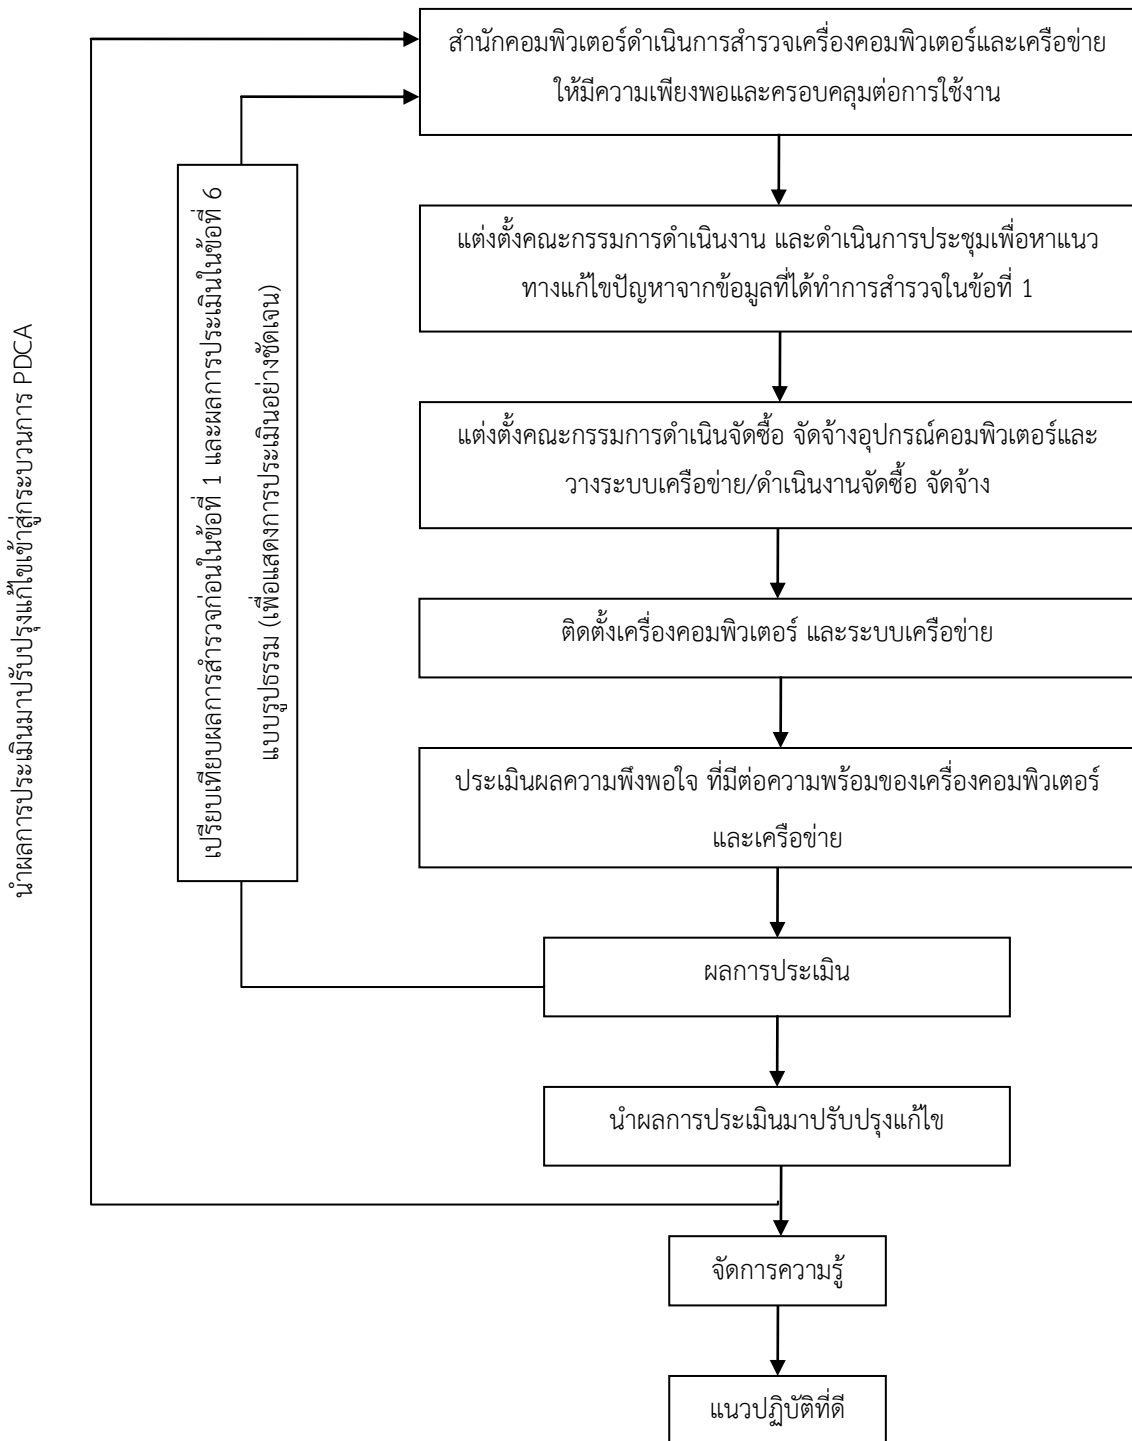 สำนักคอมพิวเตอร์ดำเนินการสำรวจเครื่องคอมพิวเตอร์และเครือข่าย
ให้มีความเพียงพอและครอบคลุมต่อการใช้งาน
แต่งตั้งคณะกรรมการดำเนินงาน และดำเนินการประชุมเพื่อหาแนว
ทางแก้ไขปัญหาจากข้อมูลที่ได้ทำการสำรวจในข้อที่ 1
แต่งตั้งคณะกรรมการดำเนินจัดซื้อ จัดจ้างอุปกรณ์คอมพิวเตอร์และ
วางระบบเครือข่าย/ดำเนินงานจัดซื้อ จัดจ้าง
ติดตั้งเครื่องคอมพิวเตอร์ และระบบเครือข่าย
ประเมินผลความพึงพอใจ ที่มีต่อความพร้อมของเครื่องคอมพิวเตอร์
และเครือข่าย
ผลการประเมิน
นำผลการประเมินมาปรับปรุงแก้ไข
จัดการความรู้
แนวปฏิบัติที่ดี
เปรียบเทียบผลการสำรวจก่อนในข้อที่ 1 และผลการประเมินในข้อที่ 6
แบบรูปธรรม (เพื่อแสดงการประเมินอย่างชัดเจน)
นำผลการประเมินมาปรับปรุงแก้ไขเข้าสู่กระบวนการ PDCA